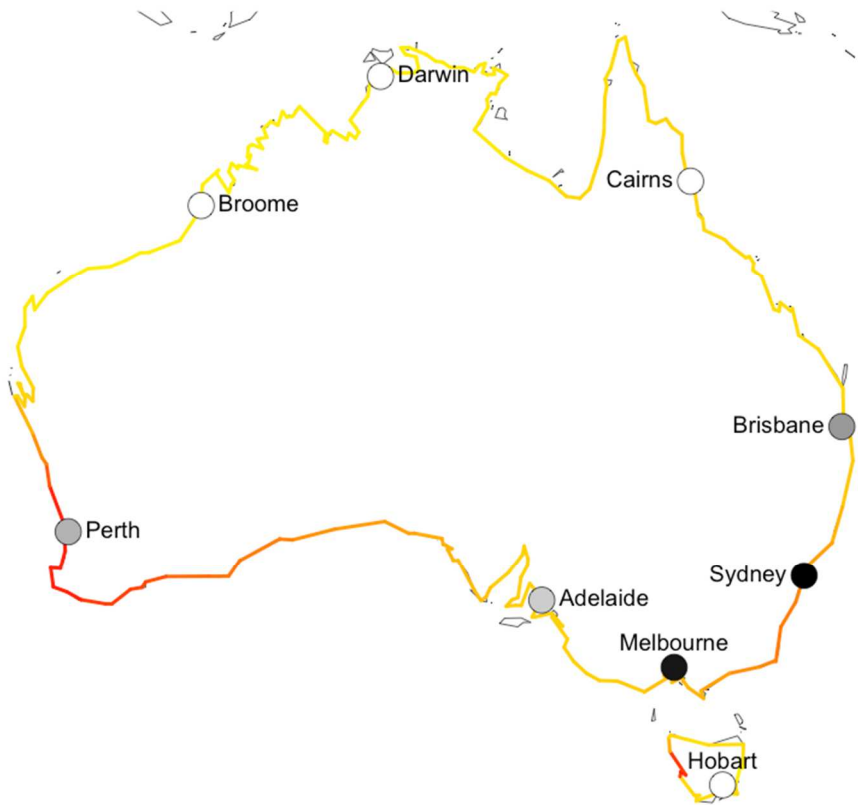 Darwin
Cairns
Broome
Brisbane
Perth
Sydney
Adelaide
Melbourne
Hobart